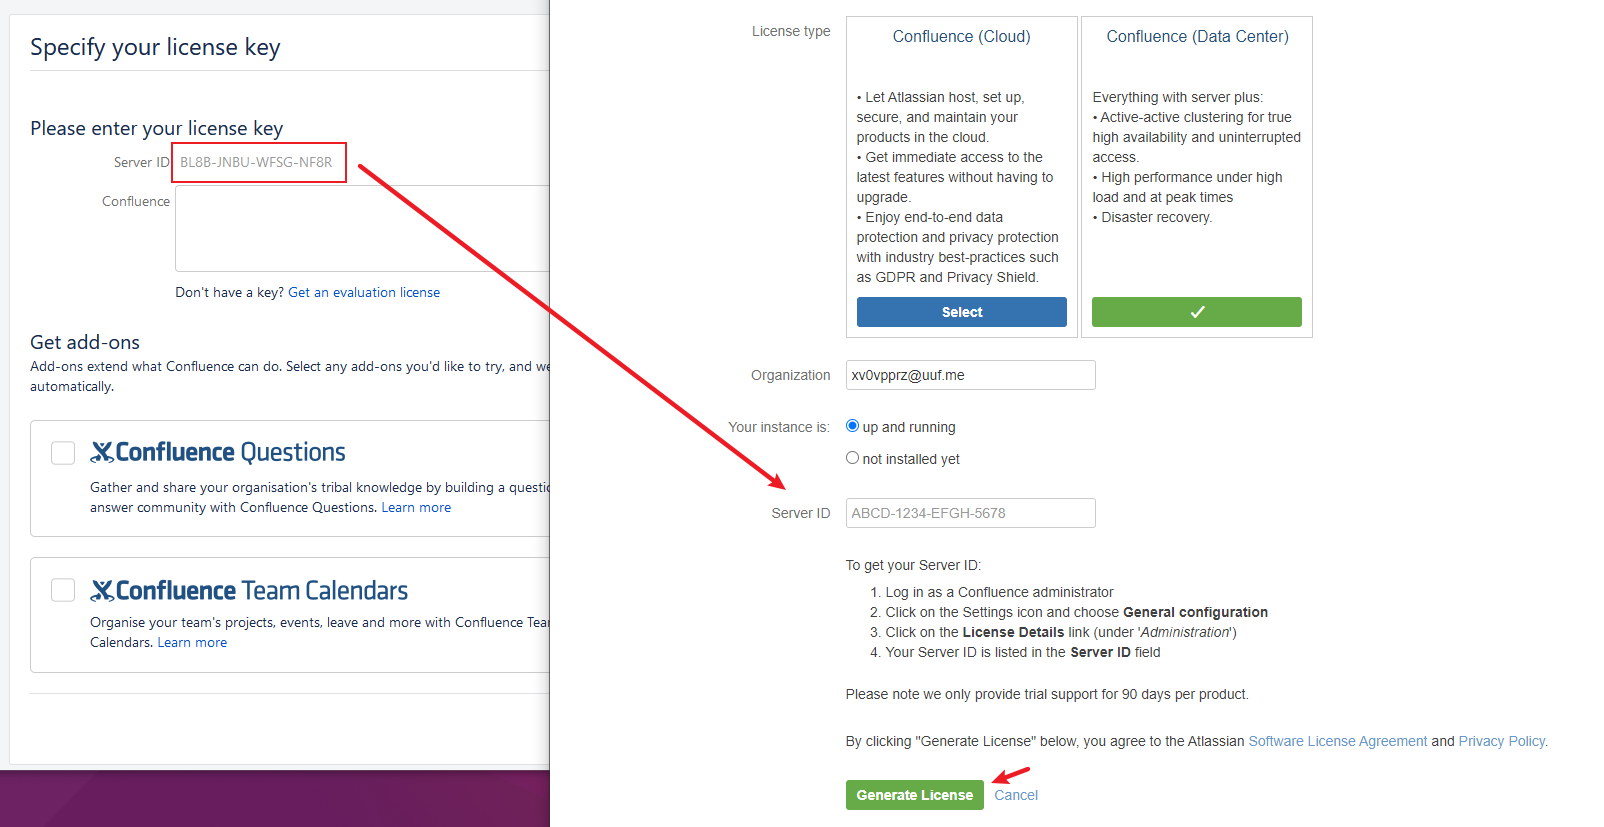 Specify your license key
Please enter your license key
Server ID BL8B-JNBU-WFSG-NF8R
Confluence
Don't have a key? Get an evaluation license
Get add-ons
Add-ons extend what Confluence can do. Select any add-ons you'd like to try, and we
automatically.
Confluence Questions
Gather and share your organisation's tribal knowledge by building a questi
answer community with Confluence Questions. Learn more
Confluence Team Calendars
Organise your team's projects, events, leave and more with Confluence Tea
Calendars. Learn more
License type
Confluence (Cloud)
• Let Atlassian host, set up,
secure, and maintain your
products in the cloud.
• Get immediate access to the
latest features without having to
upgrade.
• Enjoy end-to-end data
protection and privacy protection
with industry best-practices such
as GDPR and Privacy Shield.
Select
Confluence (Data Center)
Everything with server plus:
• Active-active clustering for true
high availability and uninterrupted
access.
• High performance under high
load and at peak times
• Disaster recovery.
Organization xv0vpprz@uuf.me
Your instance is: up and running
not installed yet
Server ID ABCD-1234-EFGH-5678
To get your Server ID:
1. Log in as a Confluence administrator
2. Click on the Settings icon and choose General configuration
3. Click on the License Details link (under 'Administration')
4. Your Server ID is listed in the Server ID field
Please note we only provide trial support for 90 days per product.
By clicking "Generate License" below, you agree to the Atlassian Software License Agreement and Privacy Policy.
Generate License Cancel